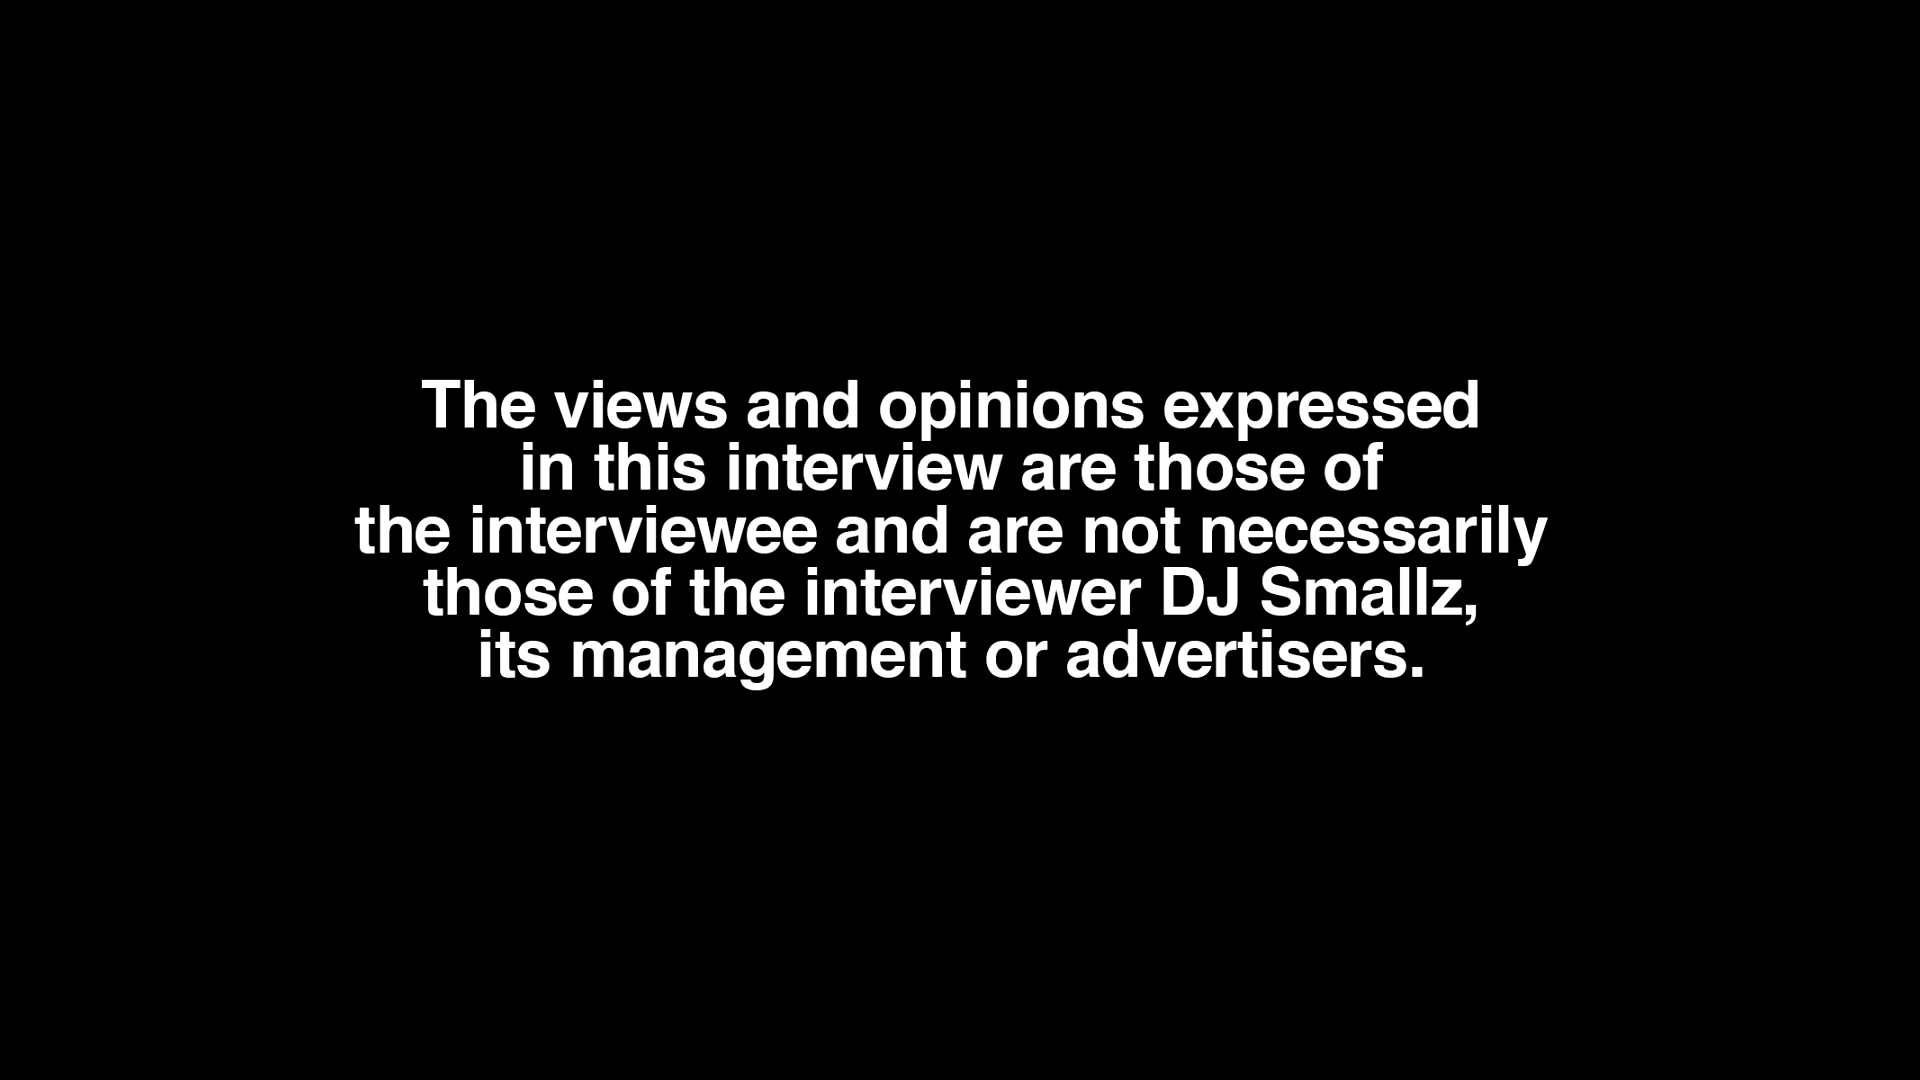 The views and opinions expressed
in this interview are those of
the interviewee and are not necessarily
those of the interviewer DJ Smallz,
its management or advertisers.